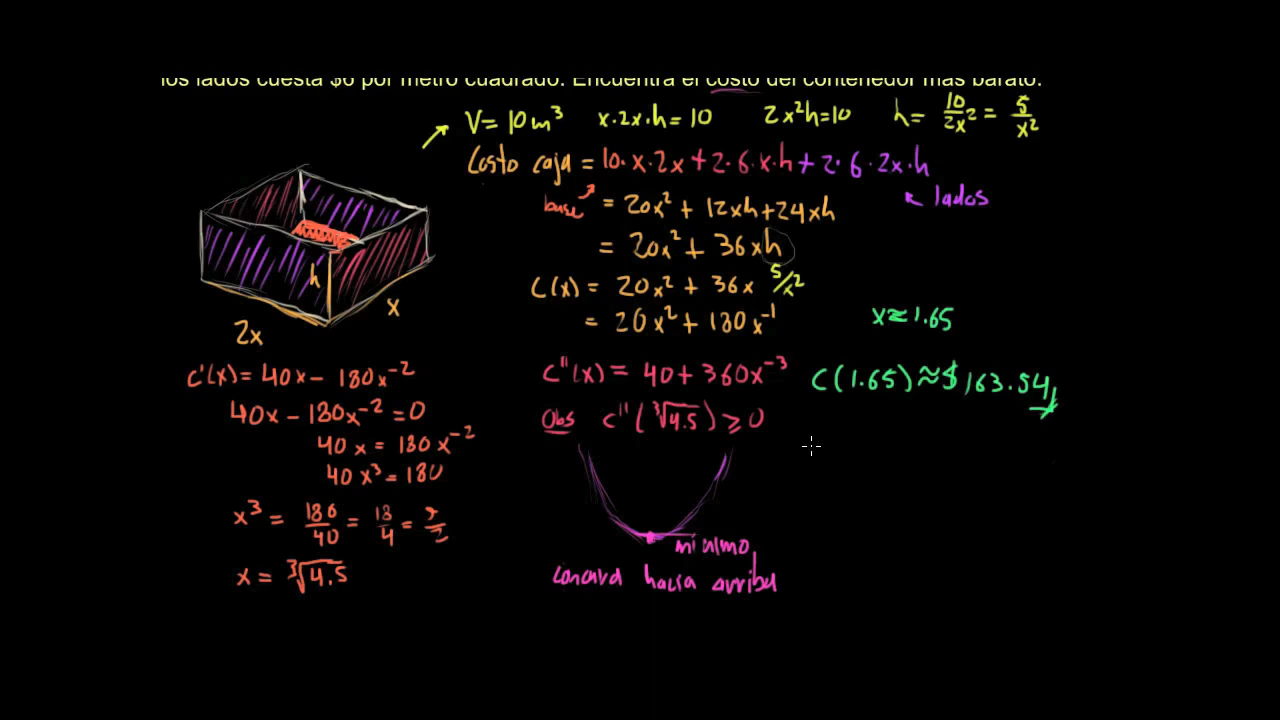 los lados cuesta $6 por metro cuadrado. Encuentra el costo del contenedor más barato.
V = 10 m³ x·2x·h = 10 2x²h = 10 h = 10/2x² = 5/x²
Costo caja = 10·x·2x + 2·6·x·h + 2·6·2x·h
base lados
= 20x² + 12xh + 24xh
= 20x² + 36xh
C(x) = 20x² + 36x 5/x²
= 20x² + 180x⁻¹
h
x
2x
x ≈ 1.65
C'(x) = 40x – 180x⁻²
40x – 180x⁻² = 0
40x = 180x⁻²
40x³ = 180
x³ = 180/40 = 18/4 = 9/2
x = ³√4.5
C''(x) = 40 + 360x⁻³
Obs C''(³√4.5) ≥ 0
mínimo
concava hacia arriba
C(1.65) ≈ $163.54